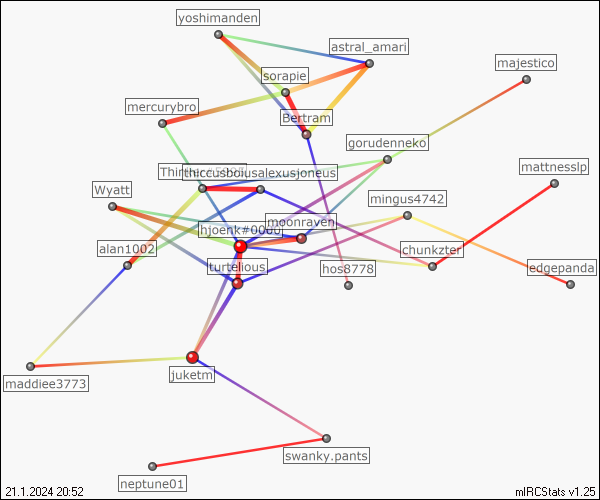 yoshimanden
astral_amari
majestico
sorapie
mercurybro
Bertram
gorudenneko
mattnesslp
thiccusboiusalexusjoneus
Wyatt
mingus4742
moonraven
hjoenk#0000
alan1002
chunkzter
turtelious
hos8778
edgepanda
maddiee3773
juketm
swanky.pants
neptune01
21.1.2024 20:52
mIRCStats v1.25